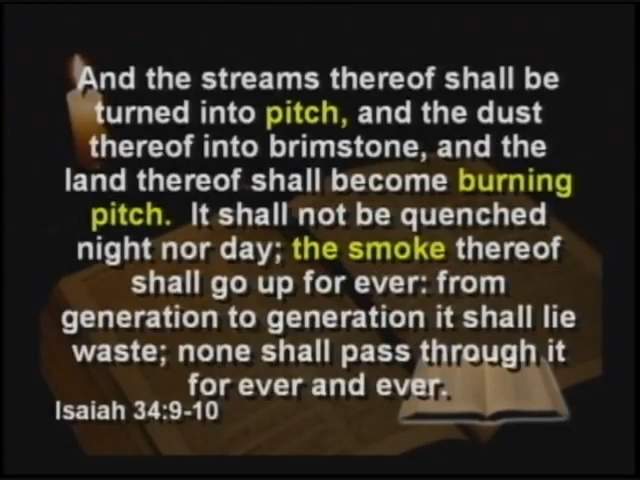 And the streams thereof shall be
turned into pitch, and the dust
thereof into brimstone, and the
land thereof shall become burning
pitch. It shall not be quenched
night nor day; the smoke thereof
shall go up for ever: from
generation to generation it shall lie
waste; none shall pass through it
for ever and ever.
Isaiah 34:9-10